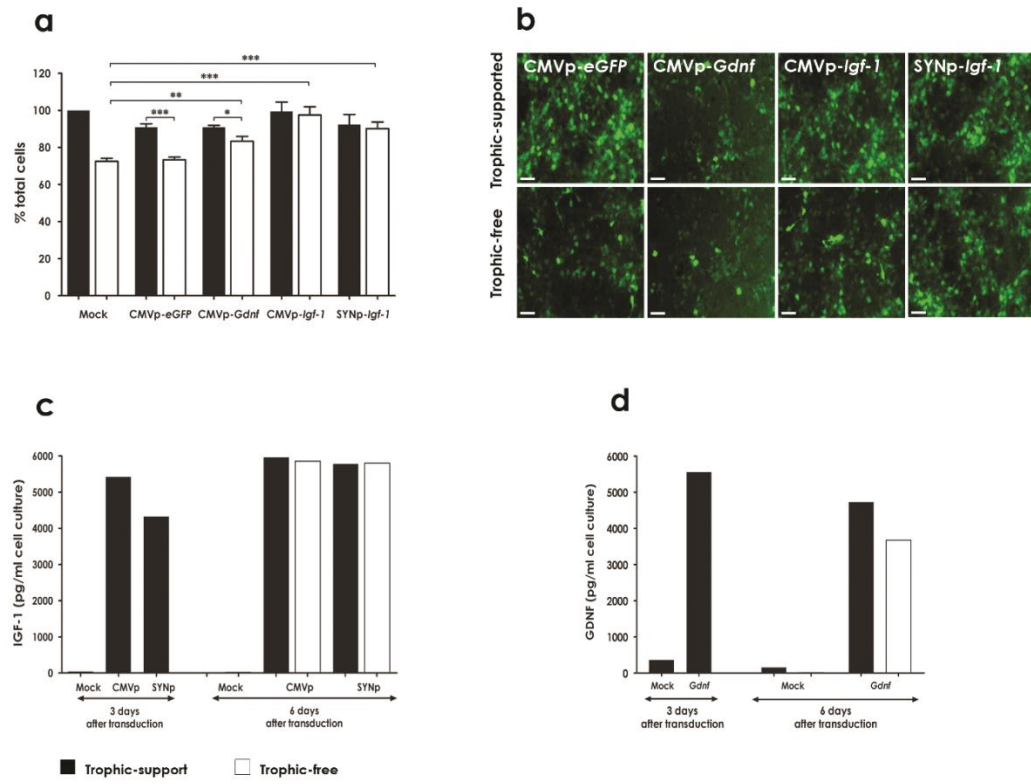 a
***
***
**
***
*
120
100
80
60
40
20
0
% total cells
Mock
CMVp-eGFP
CMVp-Gdnf
CMVp-Igf-1
SYNp-Igf-1
b
CMVp-eGFP
CMVp-Gdnf
CMVp-Igf-1
SYNp-Igf-1
Trophic-supported
Trophic-free
c
6000
5000
4000
3000
2000
1000
0
IGF-1 (pg/ml cell culture)
Mock
CMVp
SYNp
Mock
CMVp
SYNp
3 days
after transduction
6 days
after transduction
d
6000
5000
4000
3000
2000
1000
0
GDNF (pg/ml cell culture)
Mock
Gdnf
Mock
Gdnf
3 days
after transduction
6 days
after transduction
Trophic-support
Trophic-free